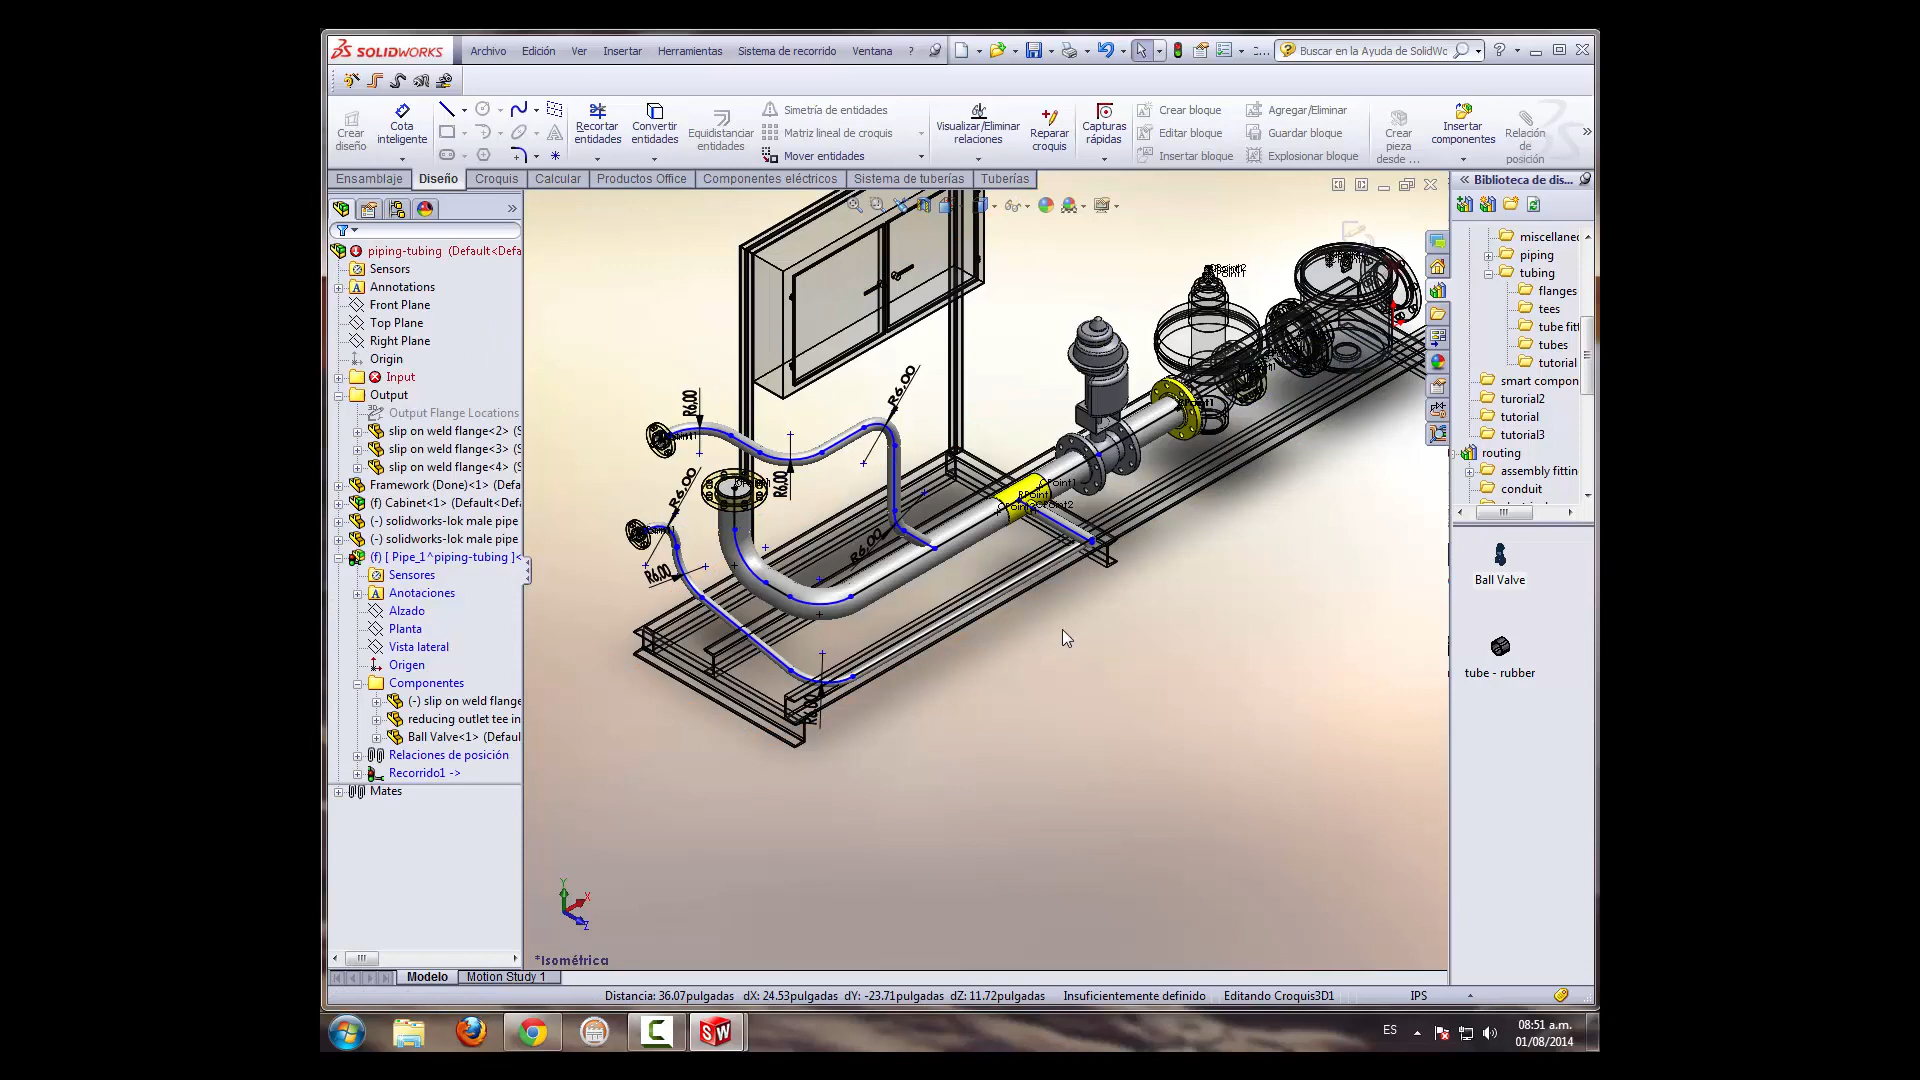 SOLIDWORKS
Archivo Edición Ver Insertar Herramientas Sistema de recorrido Ventana ?
Buscar en la Ayuda de SolidWo
Crear diseño
Cota inteligente
Recortar entidades
Convertir entidades
Equidistanciar entidades
Simetría de entidades
Matriz lineal de croquis
Mover entidades
Visualizar/Eliminar relaciones
Reparar croquis
Capturas rápidas
Crear bloque
Editar bloque
Insertar bloque
Agregar/Eliminar
Guardar bloque
Explosionar bloque
Crear pieza desde ...
Insertar componentes
Relación de posición
Ensamblaje Diseño Croquis Calcular Productos Office Componentes eléctricos Sistema de tuberías Tuberías
piping-tubing (Default<Defa
Sensors
Annotations
Front Plane
Top Plane
Right Plane
Origin
Input
Output
Output Flange Locations
slip on weld flange<2> (S
slip on weld flange<3> (S
slip on weld flange<4> (S
Framework (Done)<1> (Defa
(f) Cabinet<1> (Default<Def
(-) solidworks-lok male pipe
(-) solidworks-lok male pipe
(f) [ Pipe_1^piping-tubing ]<
Sensores
Anotaciones
Alzado
Planta
Vista lateral
Origen
Componentes
(-) slip on weld flange
reducing outlet tee in
Ball Valve<1> (Defaul
Relaciones de posición
Recorrido1 ->
Mates
R6.00
R6.00
R6.00
R6.00
R6.00
R6.00
CPoint1
RPoint1
CPoint2
Y
X
Z
*Isométrica
Biblioteca de dis...
miscellanec
piping
tubing
flanges
tees
tube fitt
tubes
tutorial
smart compon
turorial2
tutorial
tutorial3
routing
assembly fittin
conduit
Ball Valve
tube - rubber
Modelo Motion Study 1
Distancia: 36.07pulgadas dX: 24.53pulgadas dY: -23.71pulgadas dZ: 11.72pulgadas Insuficientemente definido Editando Croquis3D1 IPS
ES
08:51 a.m.
01/08/2014